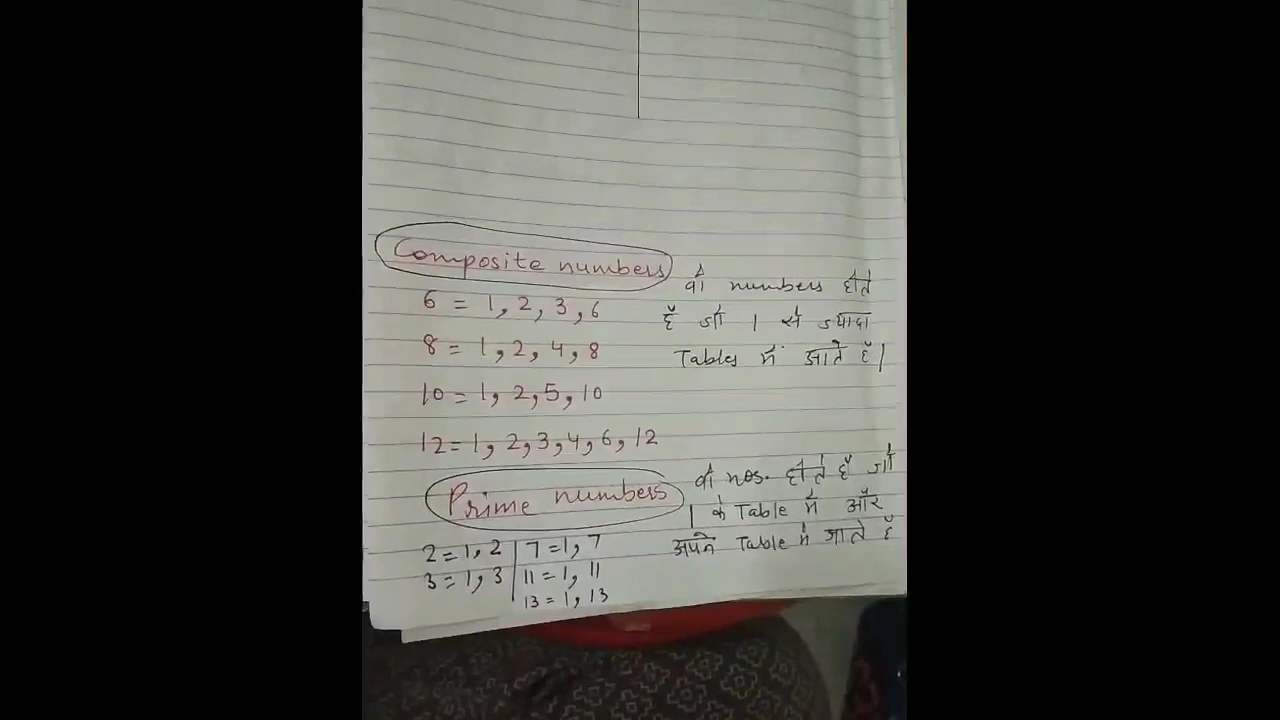 Composite numbers
6 = 1, 2, 3, 6
8 = 1, 2, 4, 8
10 = 1, 2, 5, 10
12 = 1, 2, 3, 4, 6, 12
वो numbers होते
हैं जो 1 से ज्यादा
Tables में आते हैं।
Prime numbers
2 = 1, 2
3 = 1, 3
7 = 1, 7
11 = 1, 11
13 = 1, 13
वो nos. होते हैं जो
1 के Table में और
अपने Table में आते हैं